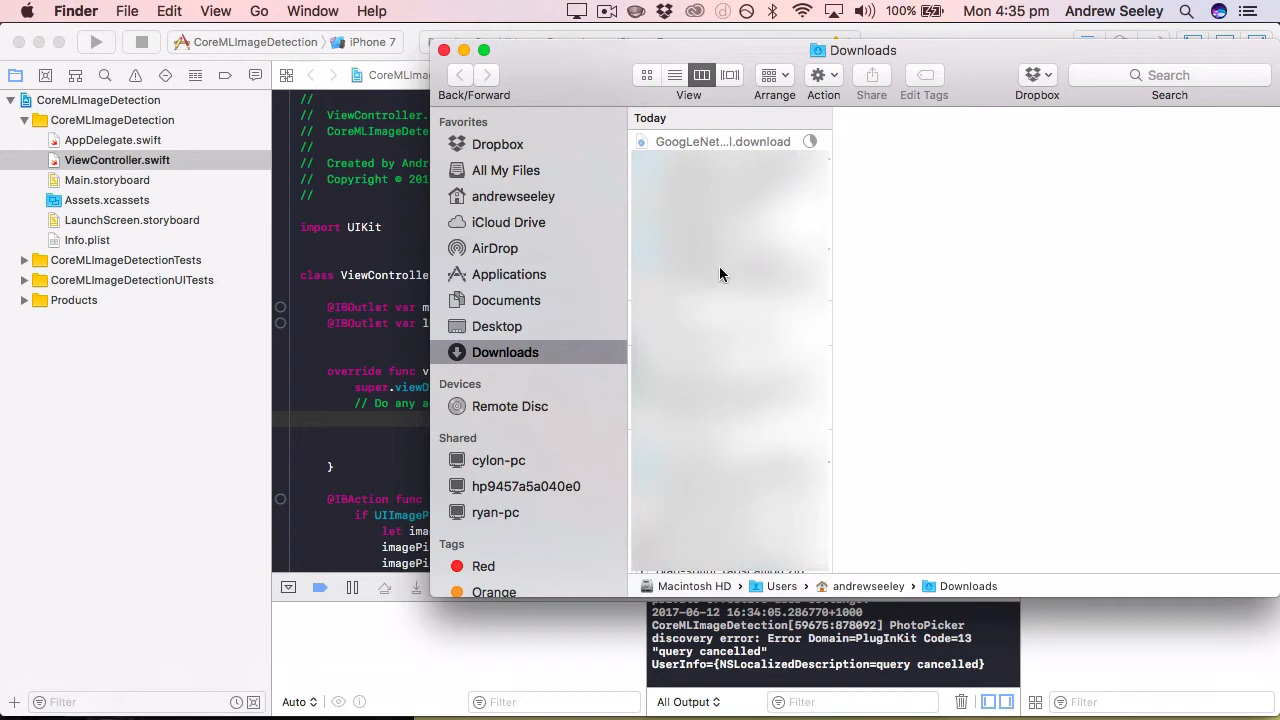 Finder File Edit View Go Window Help 100% Mon 4:35 pm Andrew Seeley
CoreMLImageDetection iPhone 7
Downloads
Search
Back/Forward View Arrange Action Share Edit Tags Dropbox Search
CoreMLImageDetection
CoreMLImageDetection
AppDelegate.swift
ViewController.swift
Main.storyboard
Assets.xcassets
LaunchScreen.storyboard
Info.plist
CoreMLImageDetectionTests
CoreMLImageDetectionUITests
Products
CoreMLImag
//
// ViewController.
// CoreMLImageDete
//
// Created by Andr
// Copyright © 201
//
import UIKit
class ViewControlle
@IBOutlet var m
@IBOutlet var l
override func v
super.viewD
// Do any a
}
@IBAction func
if UIImageP
let ima
imagePi
imagePi
Favorites
Dropbox
All My Files
andrewseeley
iCloud Drive
AirDrop
Applications
Documents
Desktop
Downloads
Devices
Remote Disc
Shared
cylon-pc
hp9457a5a040e0
ryan-pc
Tags
Red
Orange
Today
GoogLeNet...l.download
Macintosh HD Users andrewseeley Downloads
2017-06-12 16:34:05.286770+1000
CoreMLImageDetection[59675:878092] PhotoPicker
discovery error: Error Domain=PlugInKit Code=13
"query cancelled"
UserInfo={NSLocalizedDescription=query cancelled}
Filter Auto Filter All Output Filter Filter